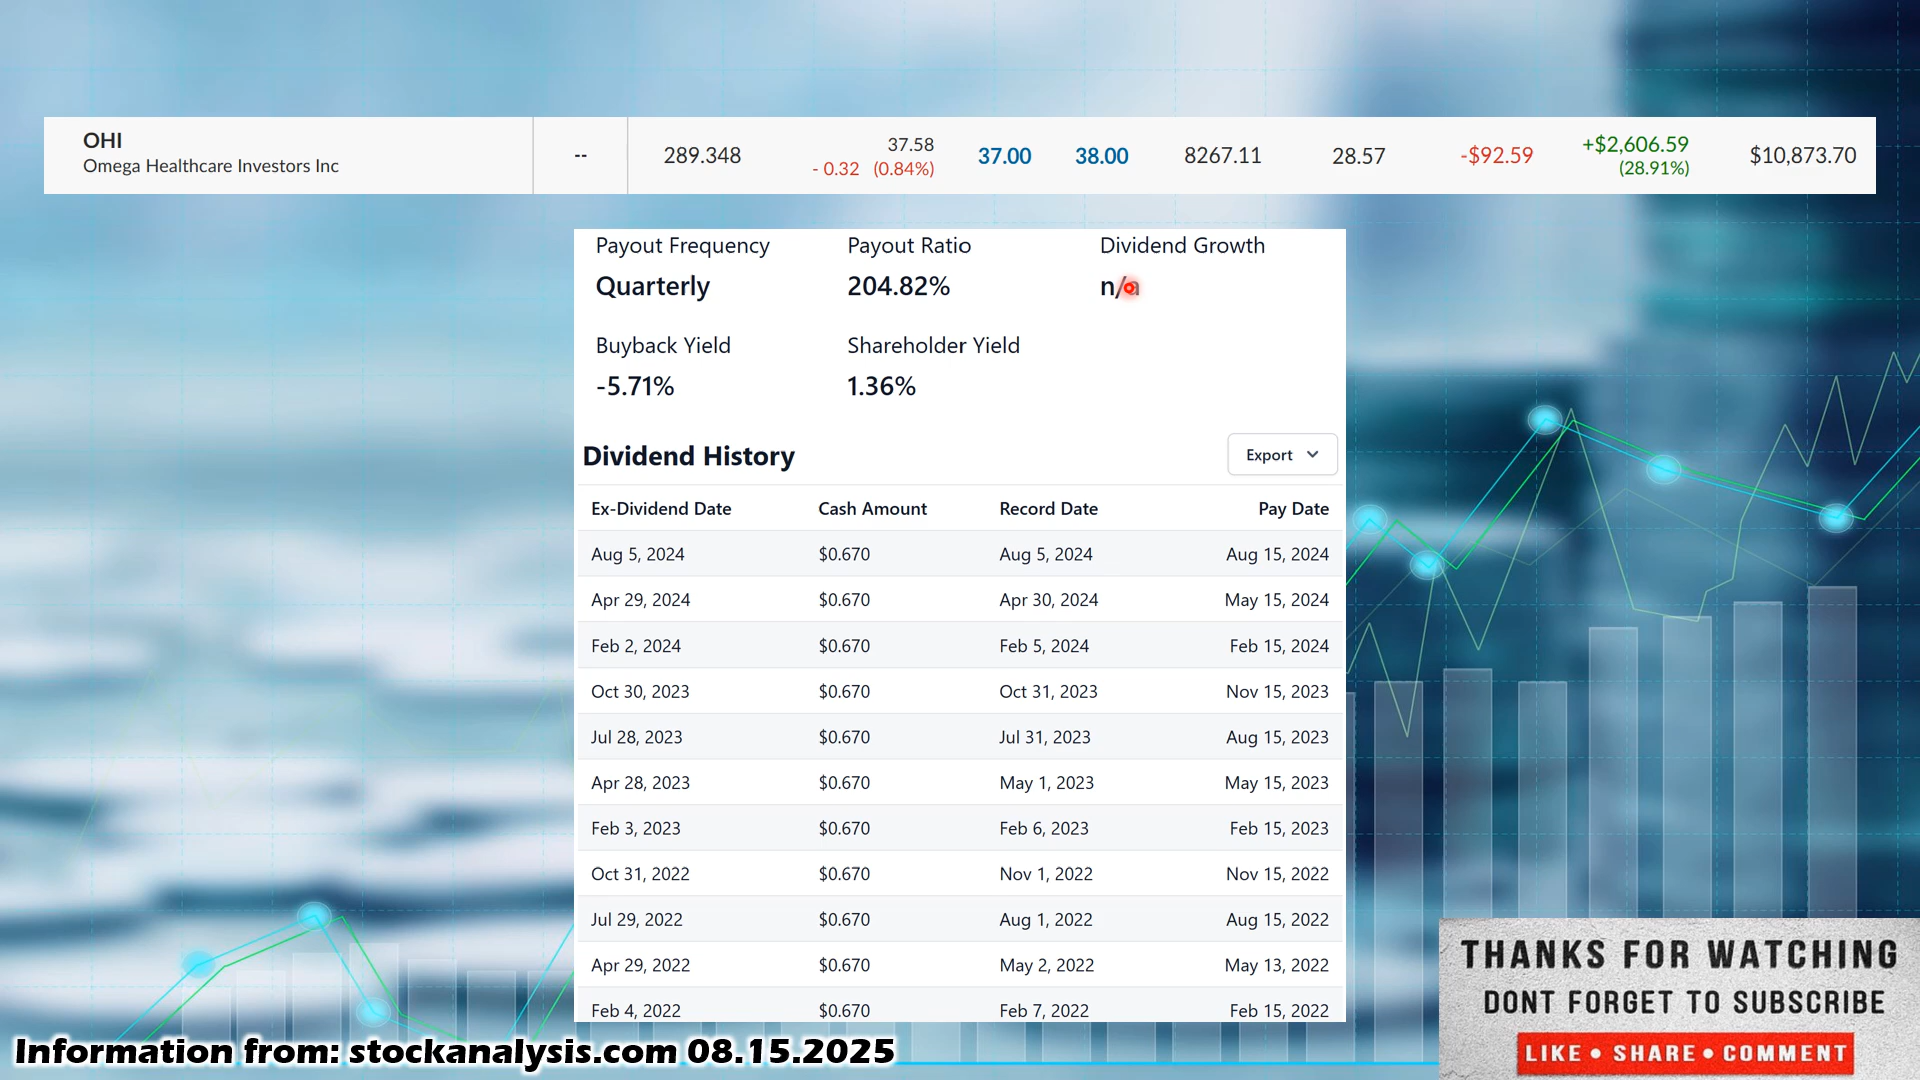 OHI
Omega Healthcare Investors Inc
-- 289.348 37.58 - 0.32 (0.84%) 37.00 38.00 8267.11 28.57 -$92.59 +$2,606.59 (28.91%) $10,873.70
Payout Frequency Payout Ratio Dividend Growth
Quarterly 204.82% n/a
Buyback Yield Shareholder Yield
-5.71% 1.36%
Dividend History Export
Ex-Dividend Date Cash Amount Record Date Pay Date
Aug 5, 2024 $0.670 Aug 5, 2024 Aug 15, 2024
Apr 29, 2024 $0.670 Apr 30, 2024 May 15, 2024
Feb 2, 2024 $0.670 Feb 5, 2024 Feb 15, 2024
Oct 30, 2023 $0.670 Oct 31, 2023 Nov 15, 2023
Jul 28, 2023 $0.670 Jul 31, 2023 Aug 15, 2023
Apr 28, 2023 $0.670 May 1, 2023 May 15, 2023
Feb 3, 2023 $0.670 Feb 6, 2023 Feb 15, 2023
Oct 31, 2022 $0.670 Nov 1, 2022 Nov 15, 2022
Jul 29, 2022 $0.670 Aug 1, 2022 Aug 15, 2022
Apr 29, 2022 $0.670 May 2, 2022 May 13, 2022
Feb 4, 2022 $0.670 Feb 7, 2022 Feb 15, 2022
Information from: stockanalysis.com 08.15.2025
THANKS FOR WATCHING
DONT FORGET TO SUBSCRIBE
LIKE • SHARE • COMMENT